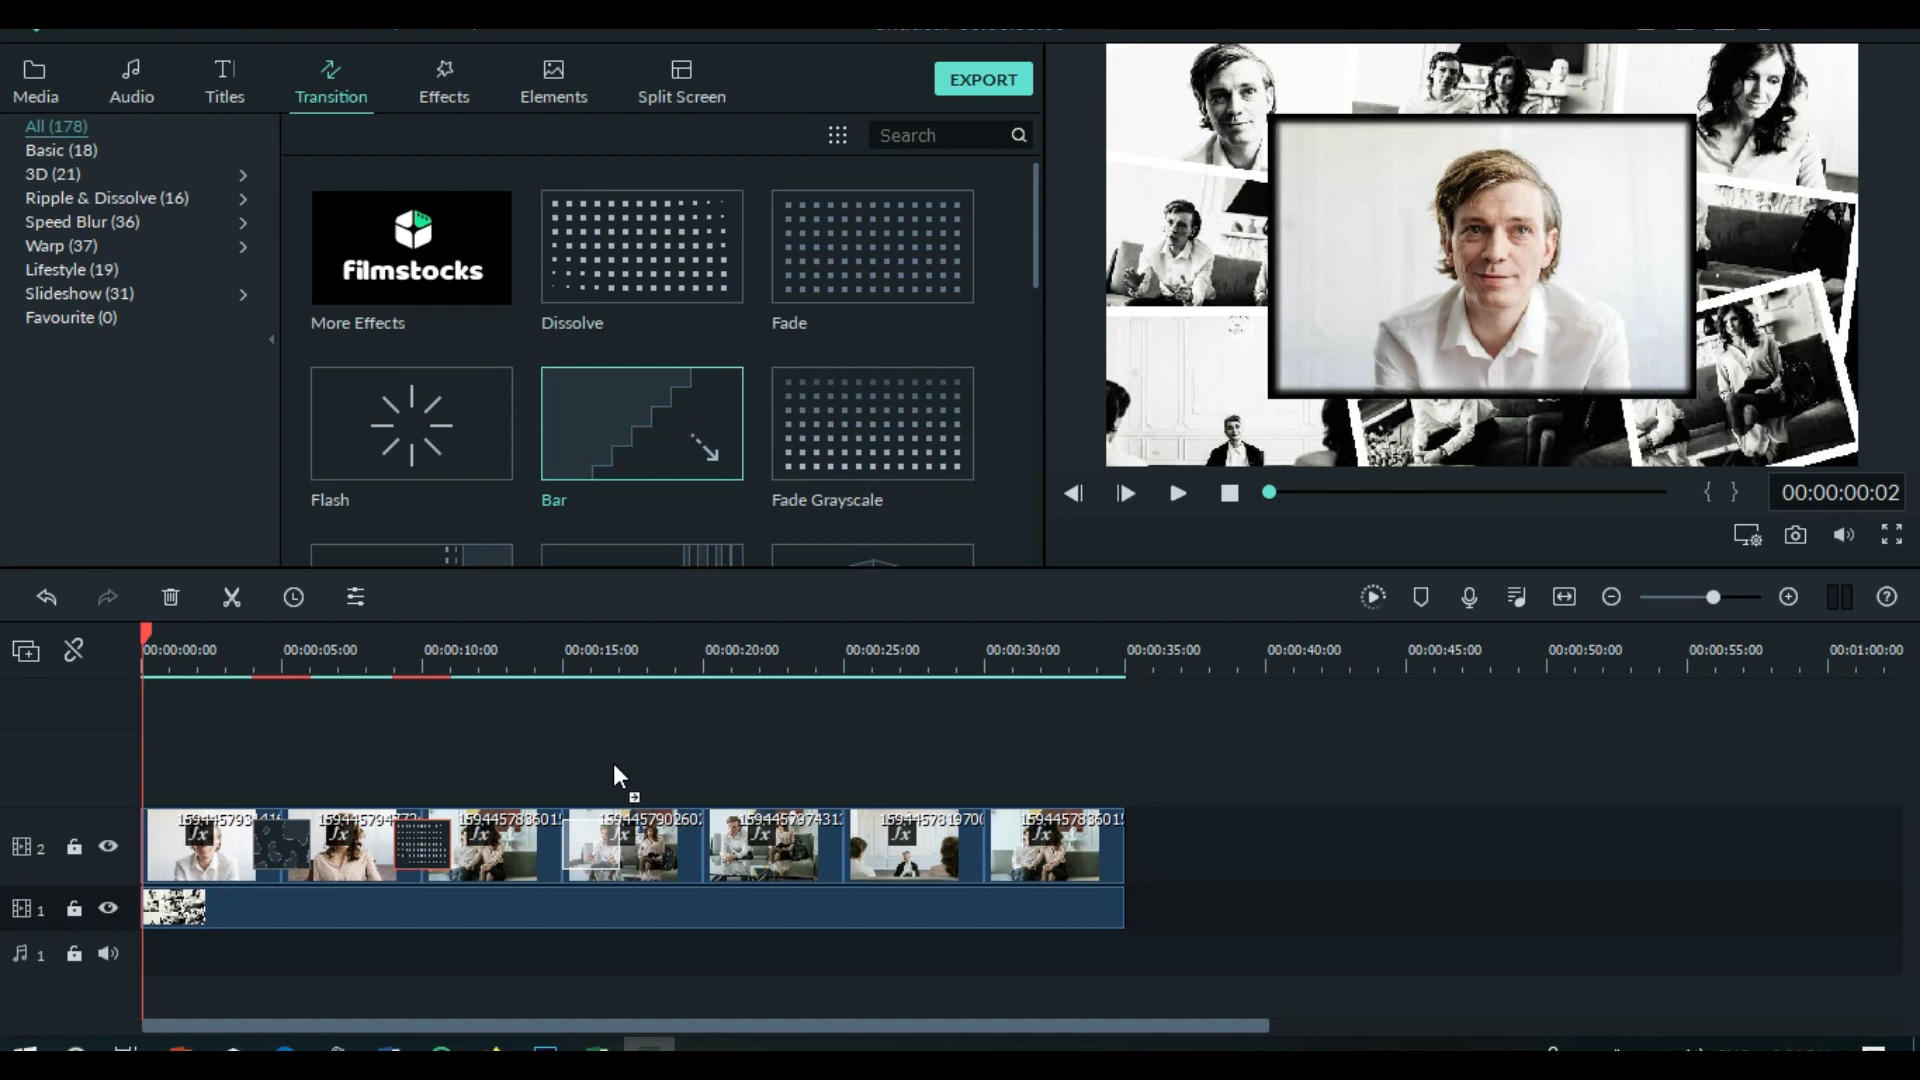 Media
Audio
Titles
Transition
Effects
Elements
Split Screen
EXPORT
All (178)
Basic (18)
3D (21)
Ripple & Dissolve (16)
Speed Blur (36)
Warp (37)
Lifestyle (19)
Slideshow (31)
Favourite (0)
Search
filmstocks
More Effects
Dissolve
Fade
Flash
Bar
Fade Grayscale
{ }
00:00:00:02
00:00:00:00
00:00:05:00
00:00:10:00
00:00:15:00
00:00:20:00
00:00:25:00
00:00:30:00
00:00:35:00
00:00:40:00
00:00:45:00
00:00:50:00
00:00:55:00
00:01:00:00
2
1
1